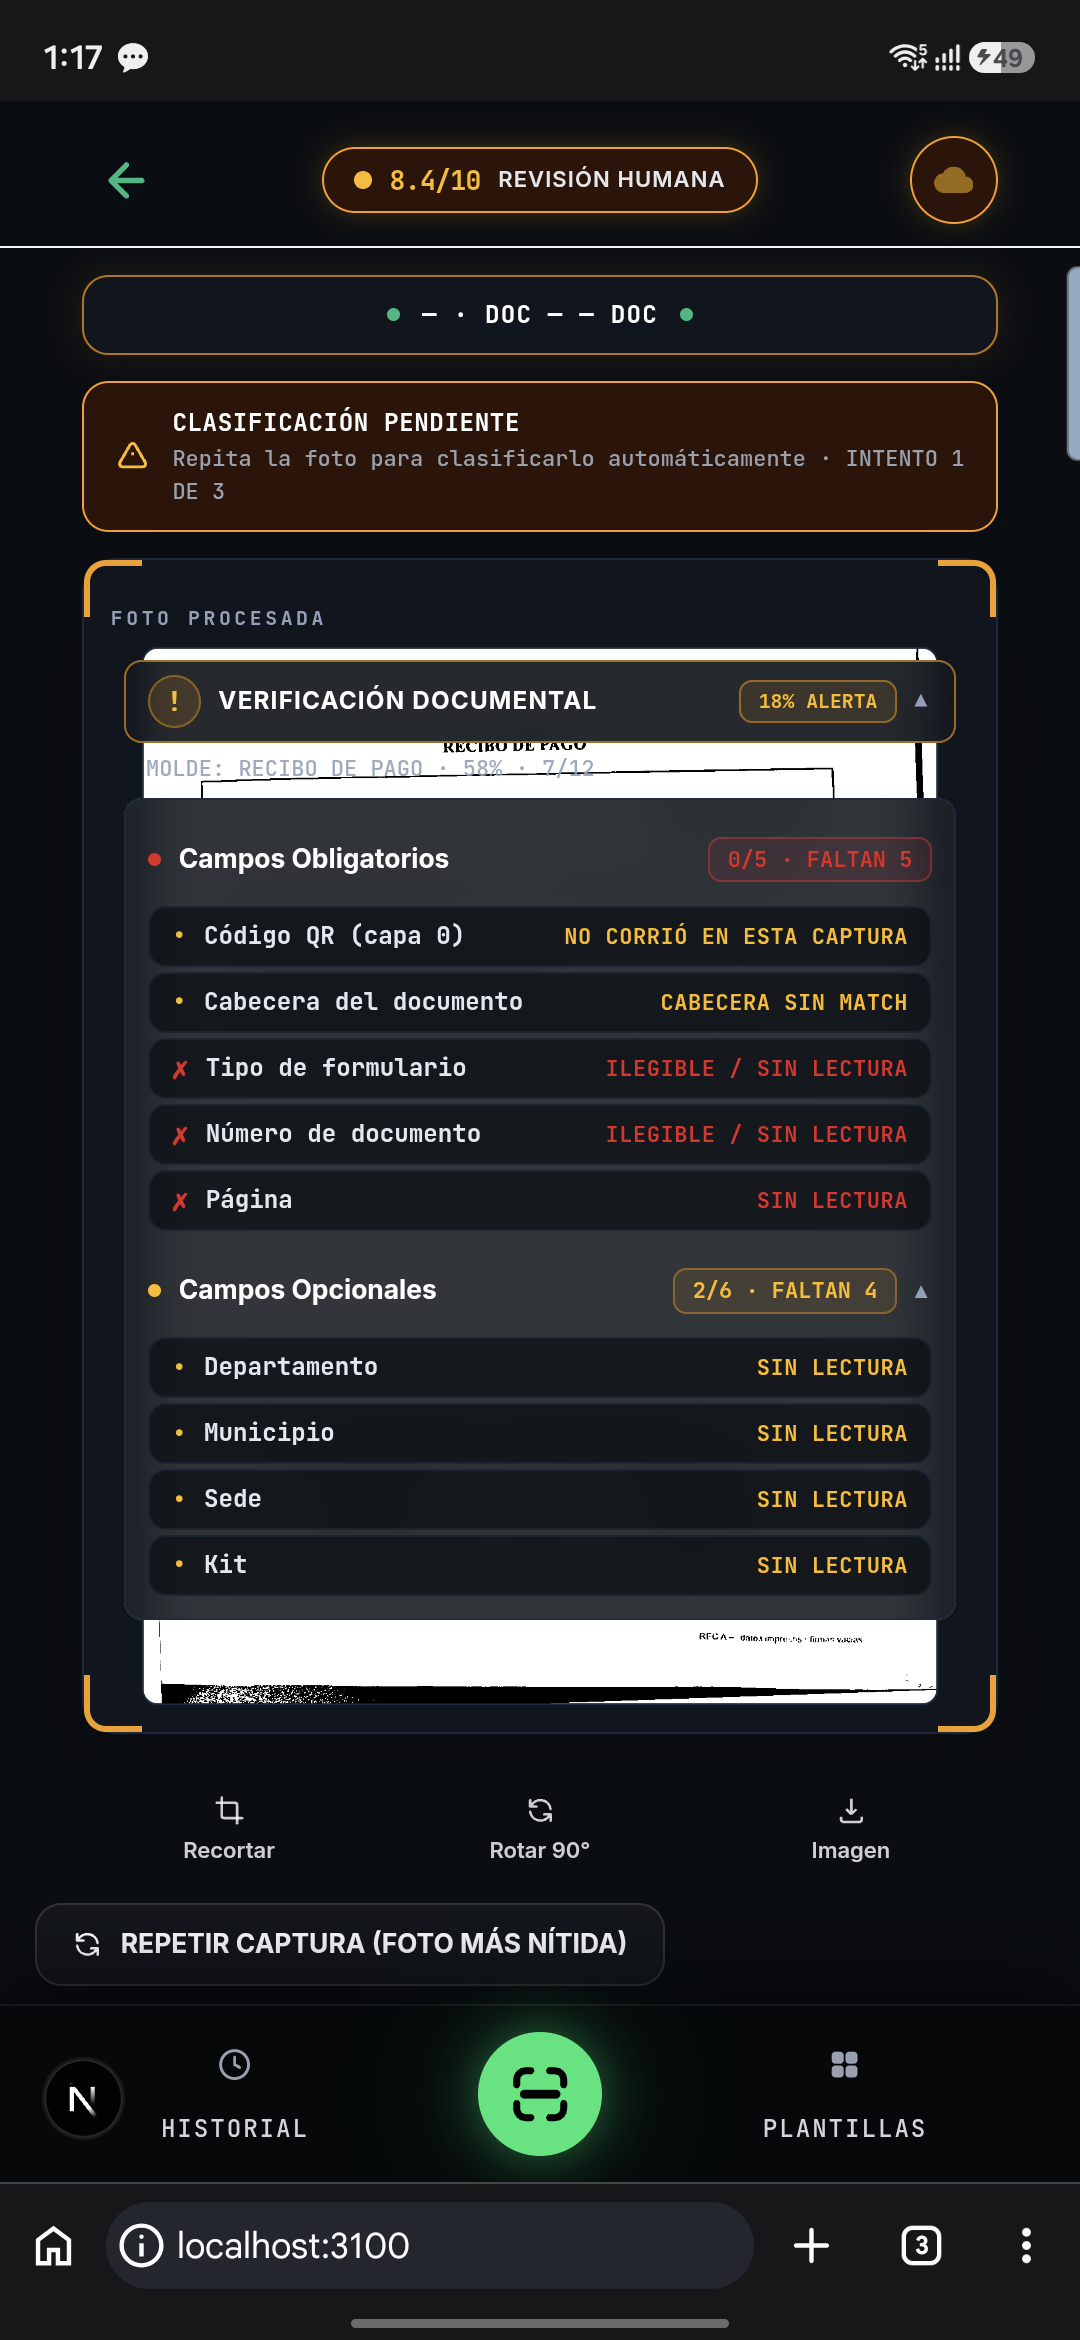 1:17
5
49
8.4/10 REVISIÓN HUMANA
— · DOC — — DOC
CLASIFICACIÓN PENDIENTE
Repita la foto para clasificarlo automáticamente · INTENTO 1
DE 3
FOTO PROCESADA
! VERIFICACIÓN DOCUMENTAL 18% ALERTA ▲
RECIBO DE PAGO
MOLDE: RECIBO DE PAGO · 58% · 7/12
Campos Obligatorios 0/5 · FALTAN 5
• Código QR (capa 0) NO CORRIÓ EN ESTA CAPTURA
• Cabecera del documento CABECERA SIN MATCH
✗ Tipo de formulario ILEGIBLE / SIN LECTURA
✗ Número de documento ILEGIBLE / SIN LECTURA
✗ Página SIN LECTURA
Campos Opcionales 2/6 · FALTAN 4 ▲
• Departamento SIN LECTURA
• Municipio SIN LECTURA
• Sede SIN LECTURA
• Kit SIN LECTURA
datos impresos · firmas vacías
Recortar Rotar 90° Imagen
REPETIR CAPTURA (FOTO MÁS NÍTIDA)
N
HISTORIAL PLANTILLAS
localhost:3100
3